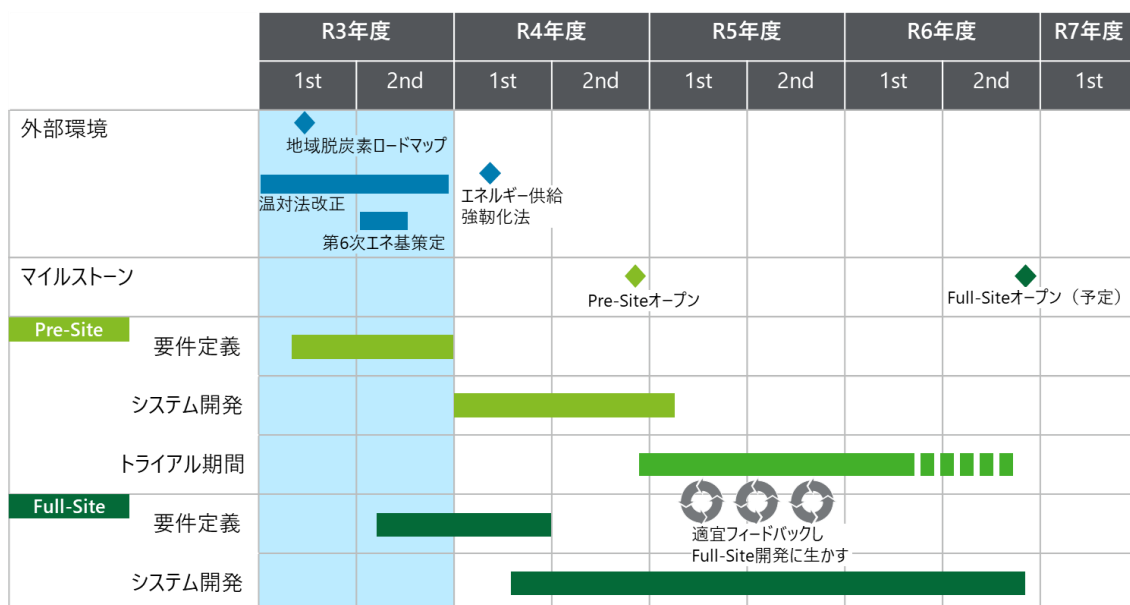 R3年度
R4年度
R5年度
R6年度
R7年度
1st
2nd
1st
2nd
1st
2nd
1st
2nd
1st
外部環境
地域脱炭素ロードマップ
温対法改正
第6次エネ基策定
エネルギー供給
強靭化法
マイルストーン
Pre-Siteオープン
Full-Siteオープン（予定）
Pre-Site
要件定義
システム開発
トライアル期間
Full-Site
要件定義
適宜フィードバックし
Full-Site開発に生かす
システム開発